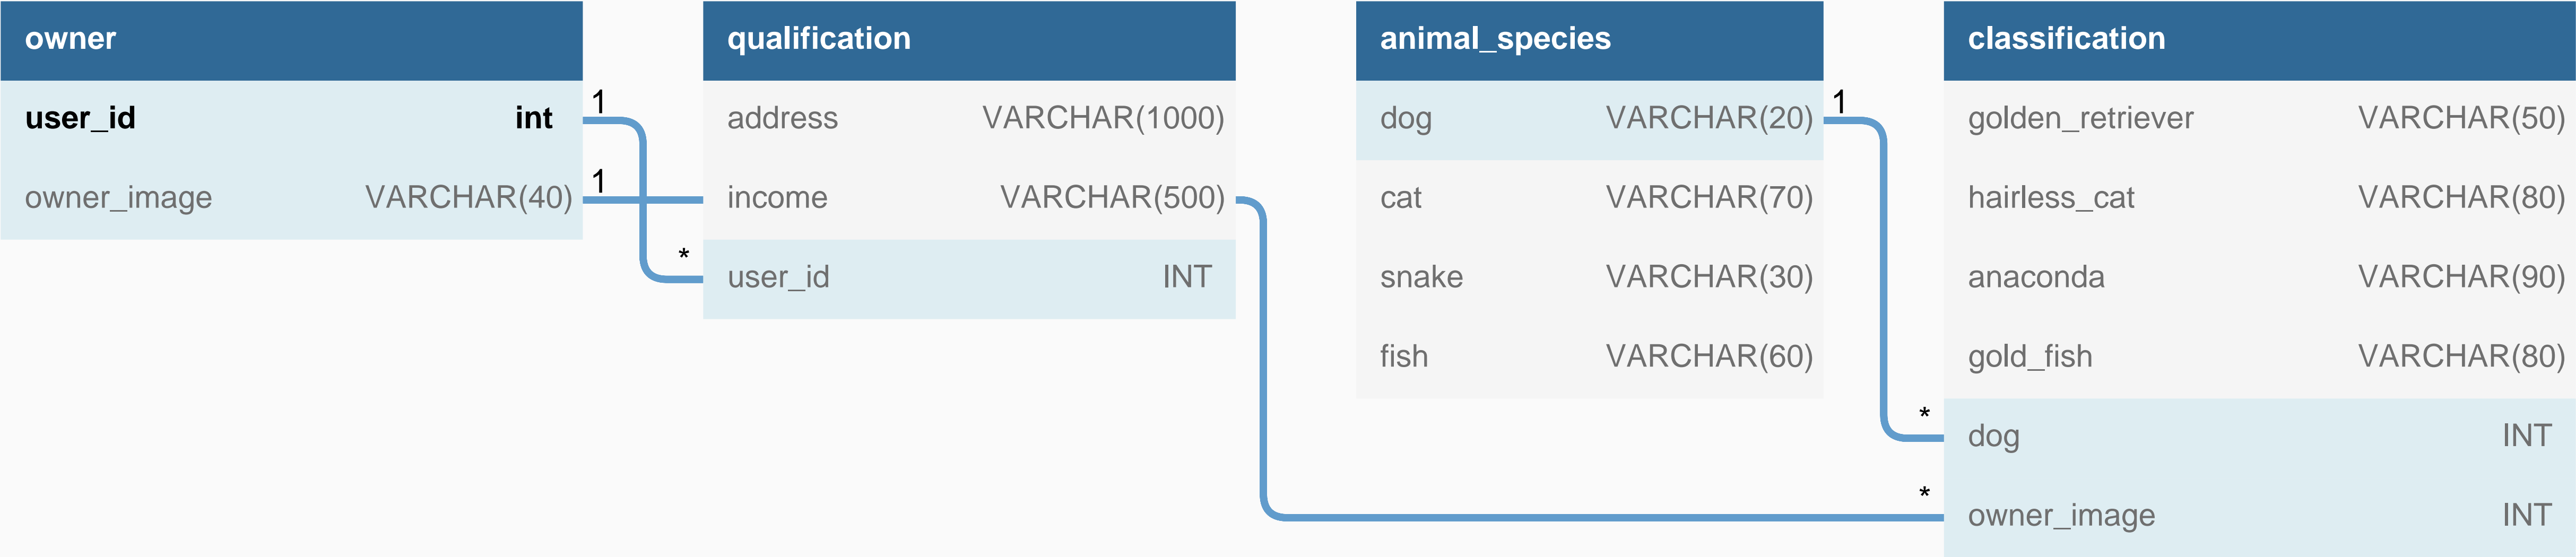 owner
user_id int
owner_image VARCHAR(40)
1
1
*
qualification
address VARCHAR(1000)
income VARCHAR(500)
user_id INT
animal_species
dog VARCHAR(20)
cat VARCHAR(70)
snake VARCHAR(30)
fish VARCHAR(60)
1
*
*
classification
golden_retriever VARCHAR(50)
hairless_cat VARCHAR(80)
anaconda VARCHAR(90)
gold_fish VARCHAR(80)
dog INT
owner_image INT